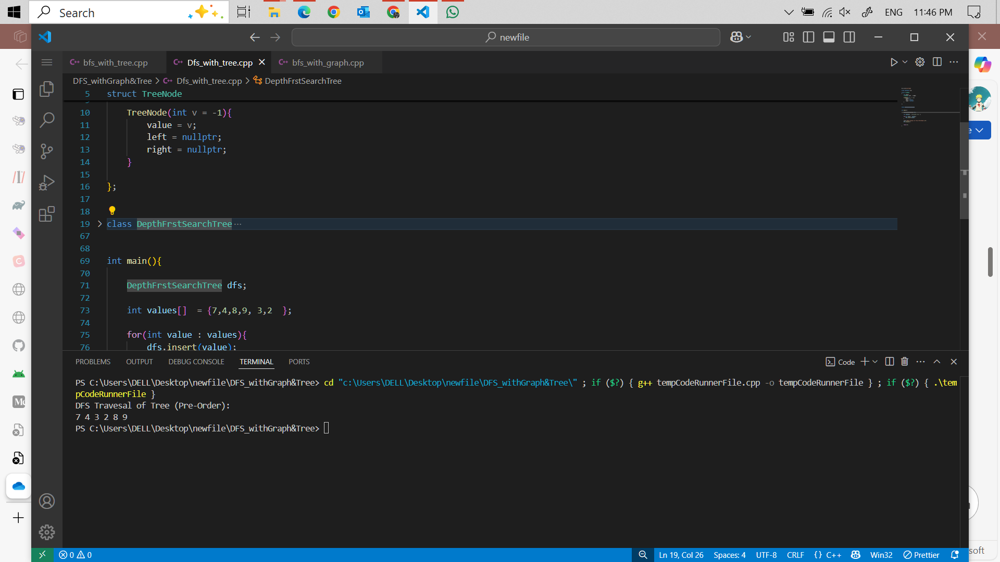 Search
ENG 11:46 PM
newfile
bfs_with_tree.cpp
Dfs_with_tree.cpp
bfs_with_graph.cpp
DFS_withGraph&Tree > Dfs_with_tree.cpp > DepthFrstSearchTree
5 struct TreeNode
10 TreeNode(int v = -1){
11 value = v;
12 left = nullptr;
13 right = nullptr;
14 }
15
16 };
17
18
19 class DepthFrstSearchTree ...
67
68
69 int main(){
70
71 DepthFrstSearchTree dfs;
72
73 int values[]  = {7,4,8,9, 3,2  };
74
75 for(int value : values){
76 dfs.insert(value);
PROBLEMS OUTPUT DEBUG CONSOLE TERMINAL PORTS
Code
PS C:\Users\DELL\Desktop\newfile\DFS_withGraph&Tree> cd "c:\Users\DELL\Desktop\newfile\DFS_withGraph&Tree\" ; if ($?) { g++ tempCodeRunnerFile.cpp -o tempCodeRunnerFile } ; if ($?) { .\tem
pCodeRunnerFile }
DFS Travesal of Tree (Pre-Order):
7 4 3 2 8 9
PS C:\Users\DELL\Desktop\newfile\DFS_withGraph&Tree>
0 0
Ln 19, Col 26 Spaces: 4 UTF-8 CRLF {} C++ Win32 Prettier
soft